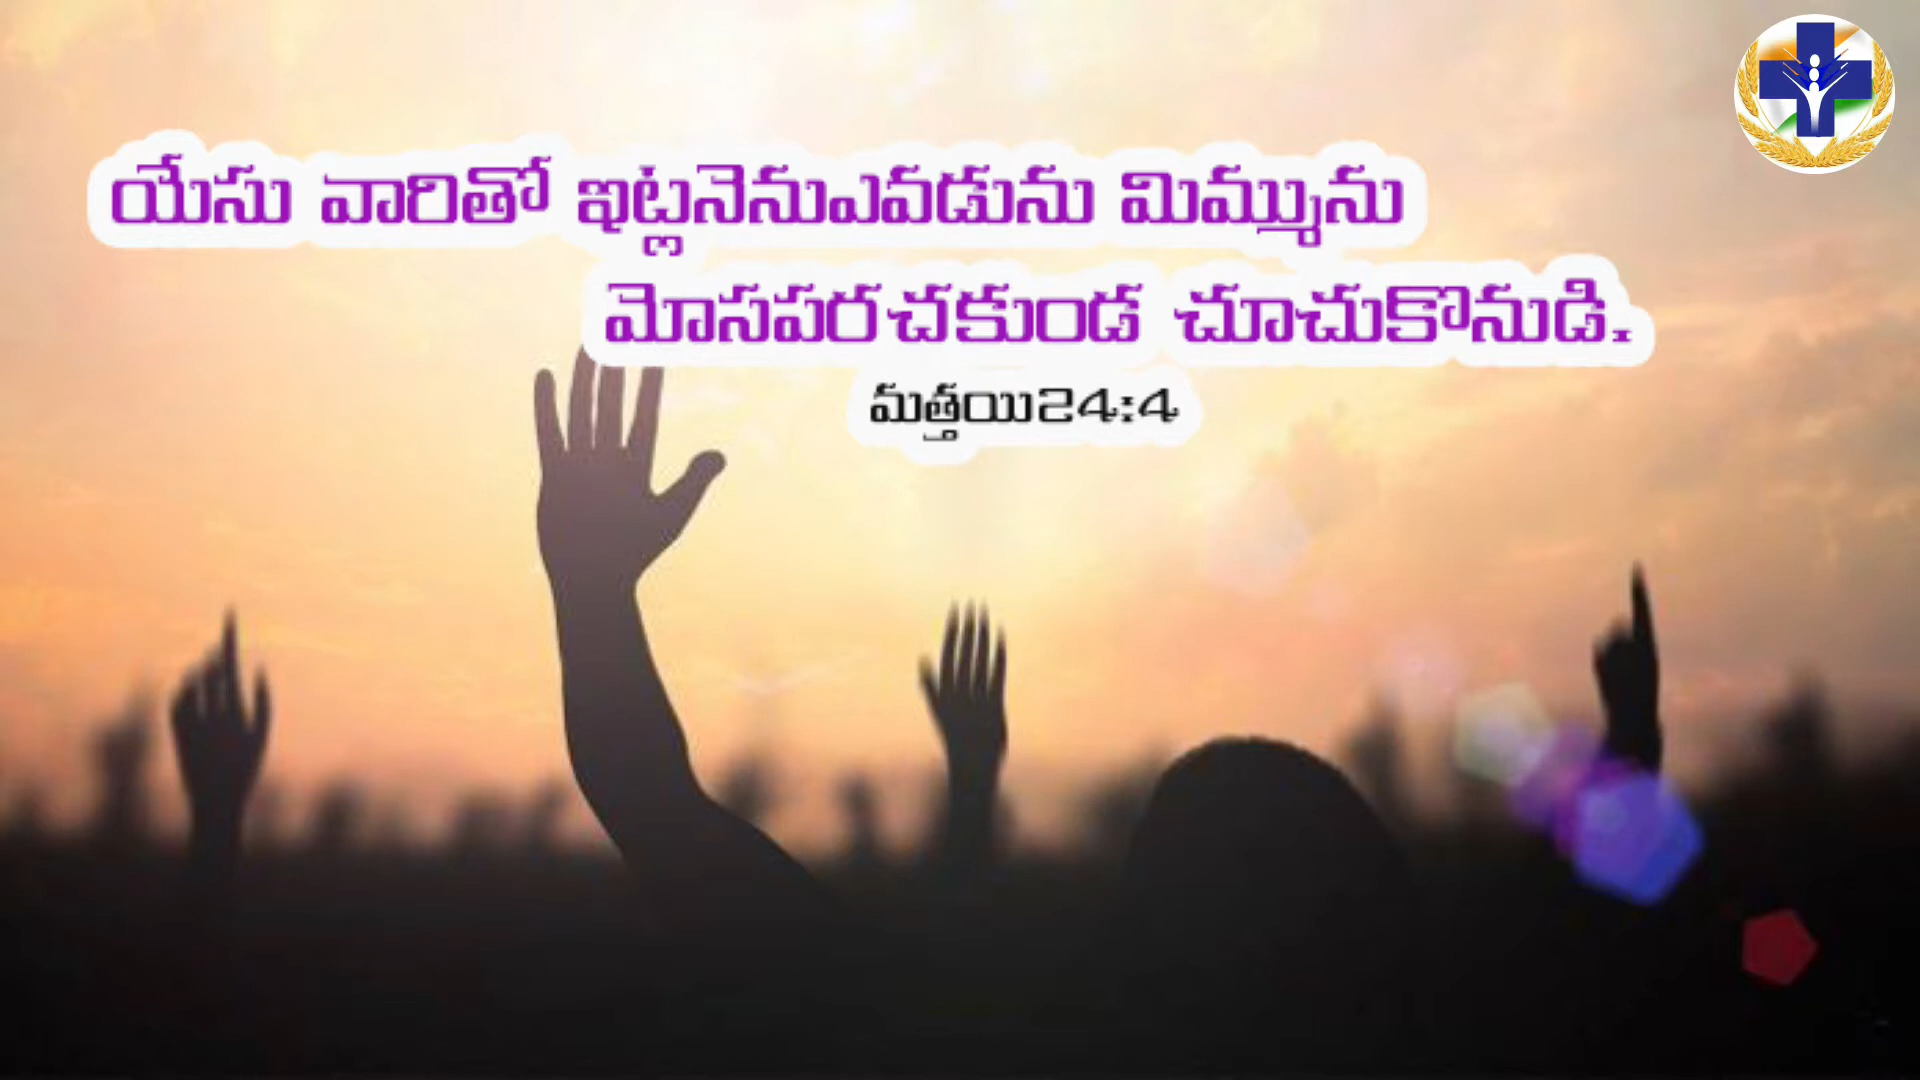 యేసు వారితో ఇట్లనెనుఎవడును మిమ్మును
మోసపరచకుండ చూచుకొనుడి.
మత్తయి24:4